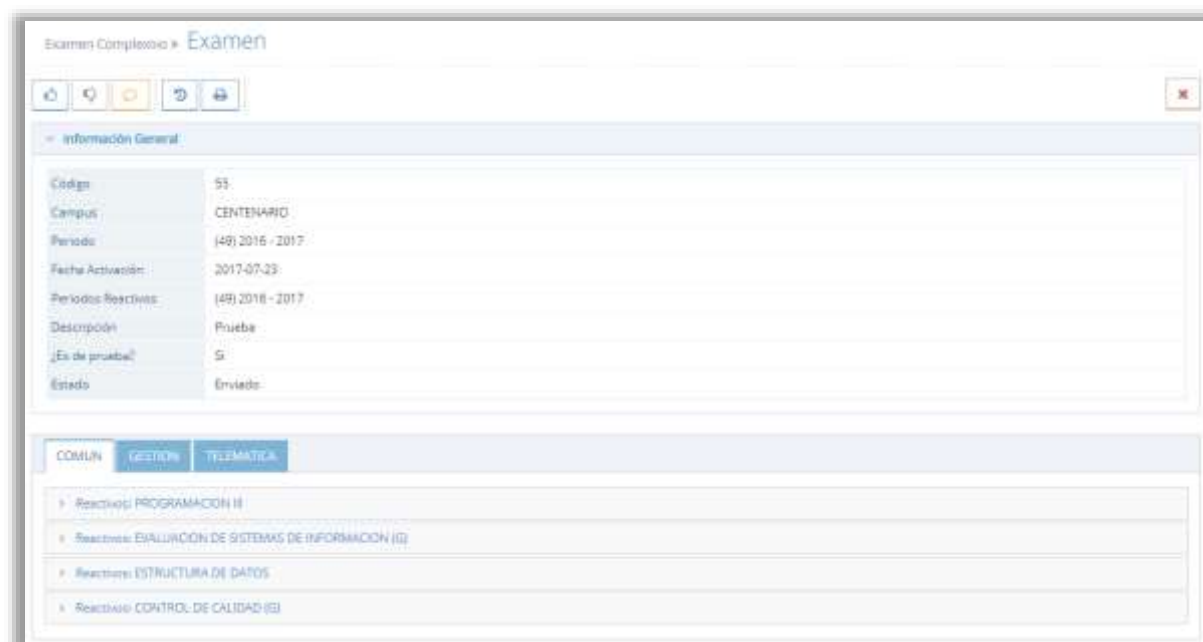 Examen Complexivo » Examen
Información General
Código 55
Campus CENTENARIO
Periodo (49) 2016 - 2017
Fecha Activación 2017-07-23
Periodos Reactivos (49) 2016 - 2017
Descripción Prueba
¿Es de prueba? Si
Estado Enviado
COMUN GESTION TELEMATICA
Reactivos: PROGRAMACION III
Reactivos: EVALUACION DE SISTEMAS DE INFORMACION (G)
Reactivos: ESTRUCTURA DE DATOS
Reactivos: CONTROL DE CALIDAD (G)